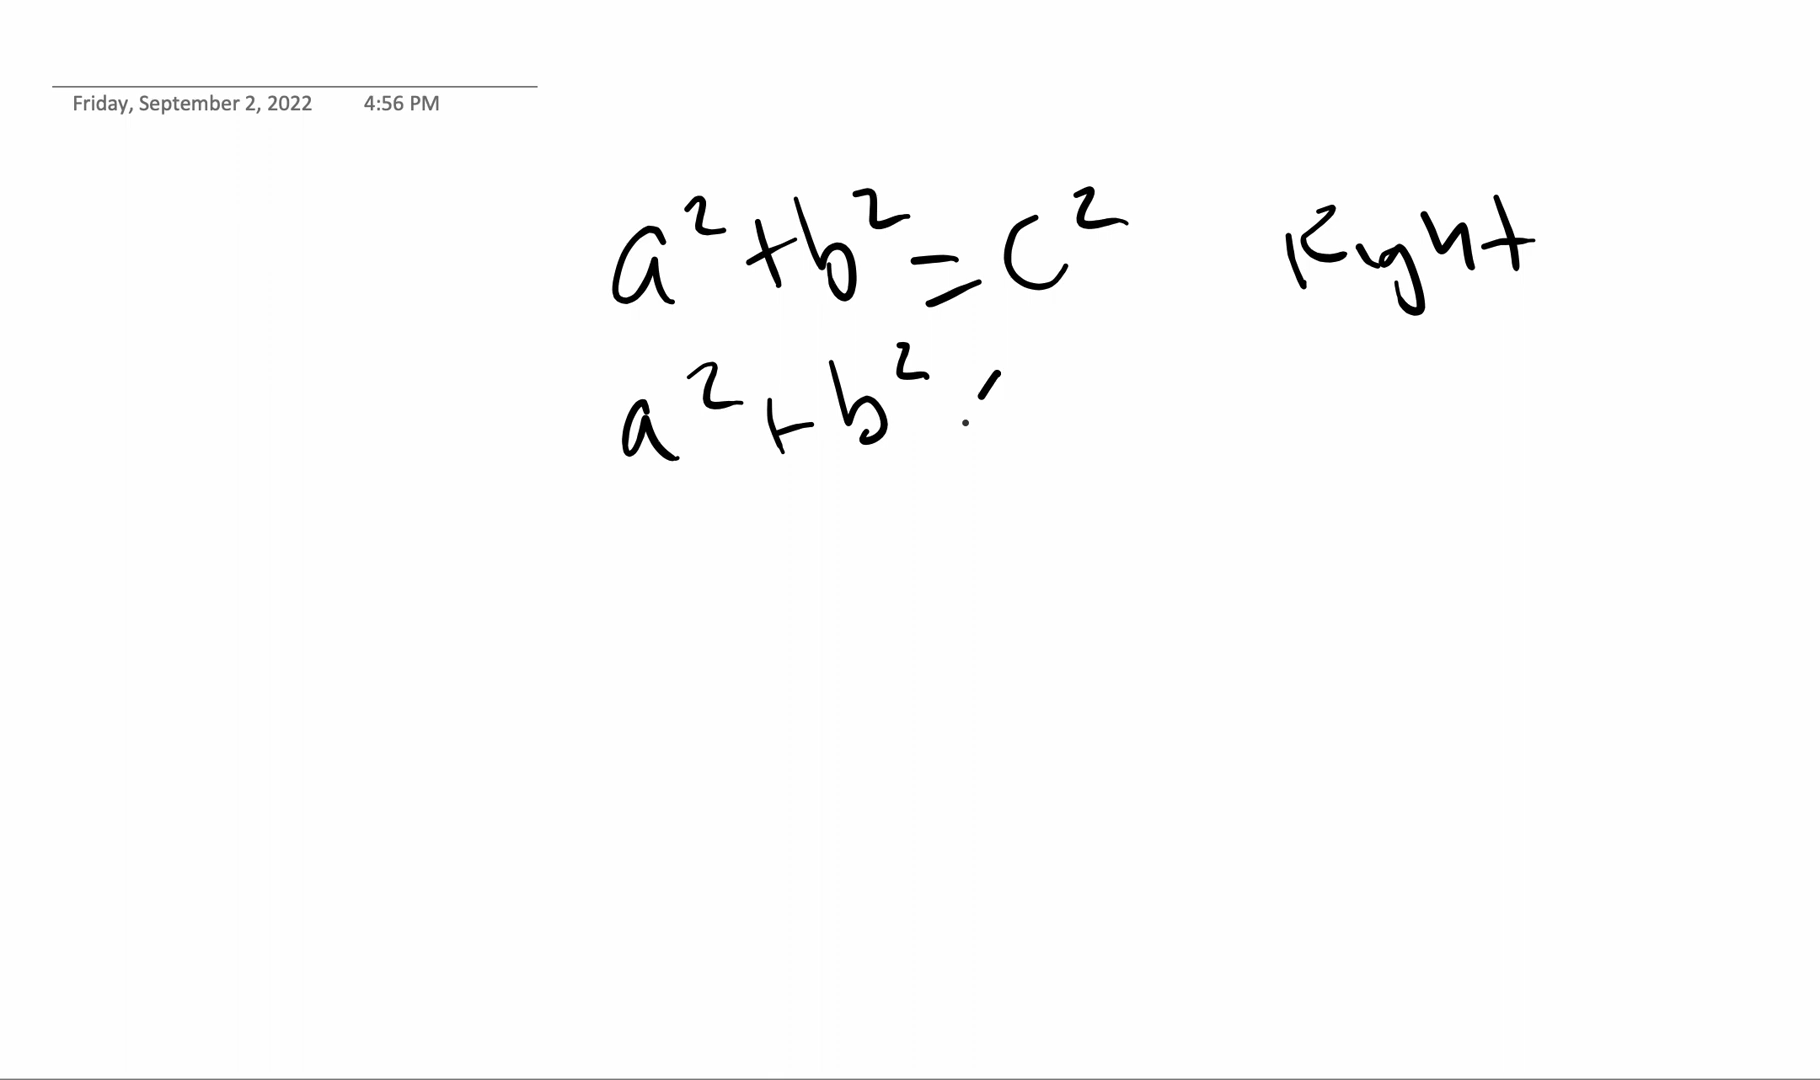 Friday, September 2, 2022 4:56 PM
a² + b² = c² Right
a² + b²